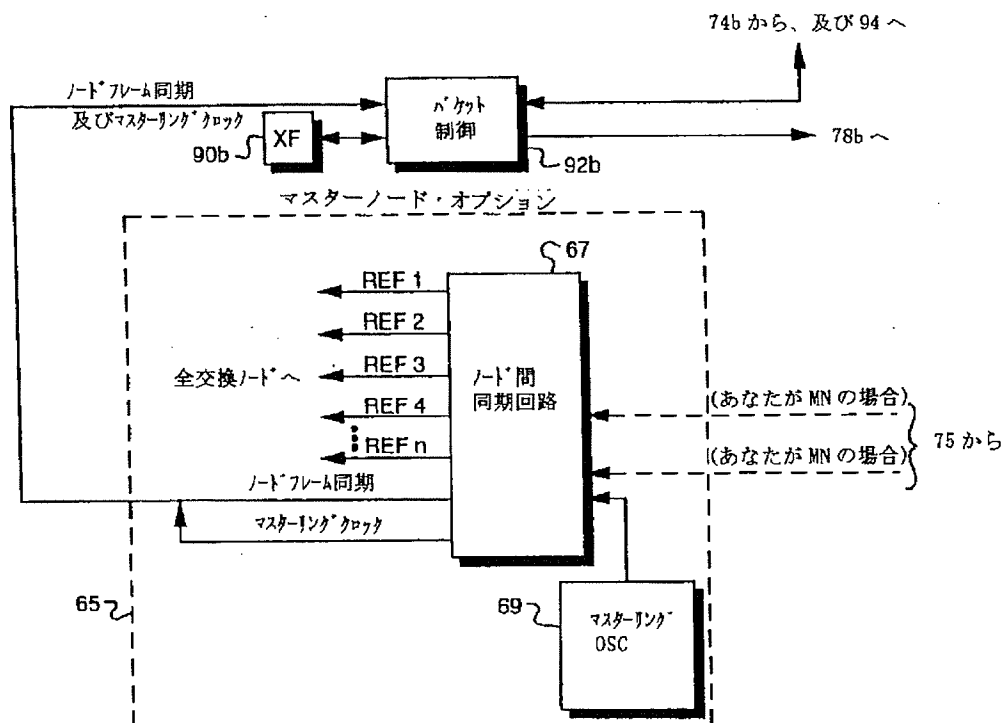 74b から、及び 94 へ
ノードフレーム同期
及びマスターリングクロック
XF
90b
パケット
制御
92b
78b へ
マスターノード・オプション
67
REF 1
REF 2
全交換ノードへ
REF 3
REF 4
REF n
ノード間
同期回路
(あなたが MN の場合)
(あなたが MN の場合)
75 から
ノードフレーム同期
マスターリングクロック
65
69
マスターリング
OSC